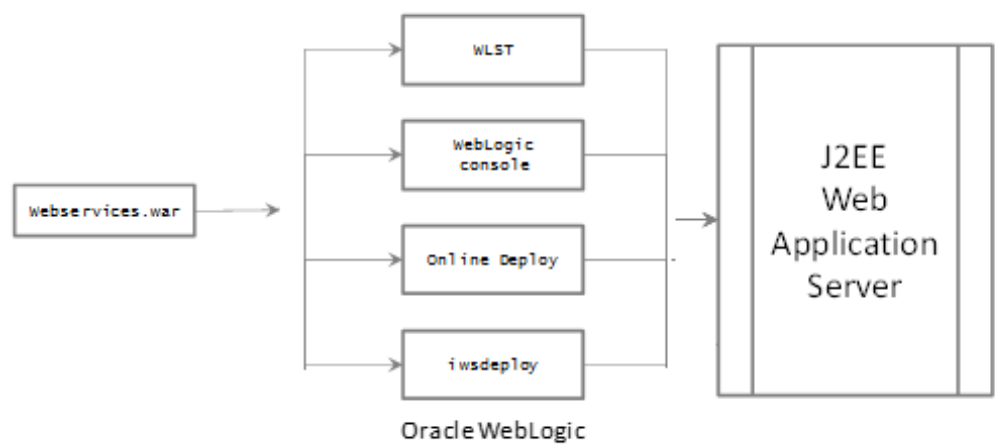 Webservices.war
WLST
WebLogic
console
Online Deploy
iwsdeploy
Oracle WebLogic
J2EE
Web
Application
Server